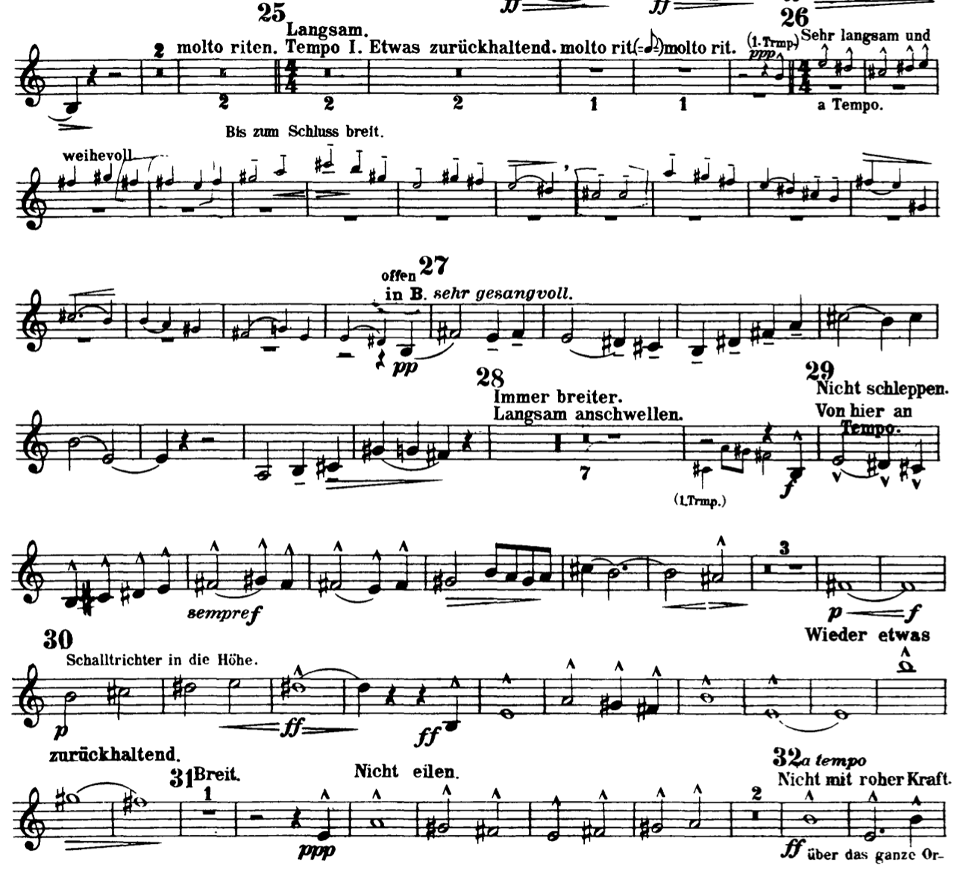 ff ff
25 26
Langsam. (1. Trmp.) Sehr langsam und
2 molto riten. Tempo I. Etwas zurückhaltend. molto rit. (=) molto rit. ppp
2 2 2 1 1 a Tempo.
Bis zum Schluss breit.
weihevoll
offen 27
in B. sehr gesangvoll.
pp
28 29
Immer breiter. Nicht schleppen.
Langsam anschwellen. Von hier an
Tempo.
7 f
(1. Trmp.)
3
sempre f p f
30 Wieder etwas
Schalltrichter in die Höhe.
p ff ff
zurückhaltend.
31 Breit. Nicht eilen. 32 a tempo
Nicht mit roher Kraft.
1 2
ppp ff über das ganze Or-